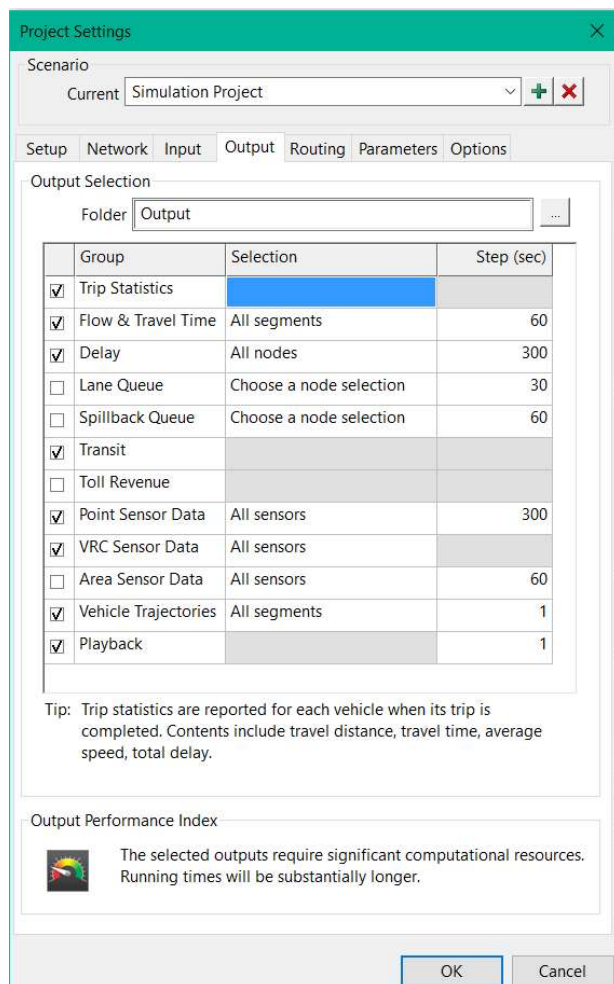 Project Settings
Scenario
Current Simulation Project
Setup Network Input Output Routing Parameters Options
Output Selection
Folder Output ...
Group Selection Step (sec)
Trip Statistics
Flow & Travel Time All segments 60
Delay All nodes 300
Lane Queue Choose a node selection 30
Spillback Queue Choose a node selection 60
Transit
Toll Revenue
Point Sensor Data All sensors 300
VRC Sensor Data All sensors
Area Sensor Data All sensors 60
Vehicle Trajectories All segments 1
Playback 1
Tip: Trip statistics are reported for each vehicle when its trip is
completed. Contents include travel distance, travel time, average
speed, total delay.
Output Performance Index
The selected outputs require significant computational resources.
Running times will be substantially longer.
OK Cancel